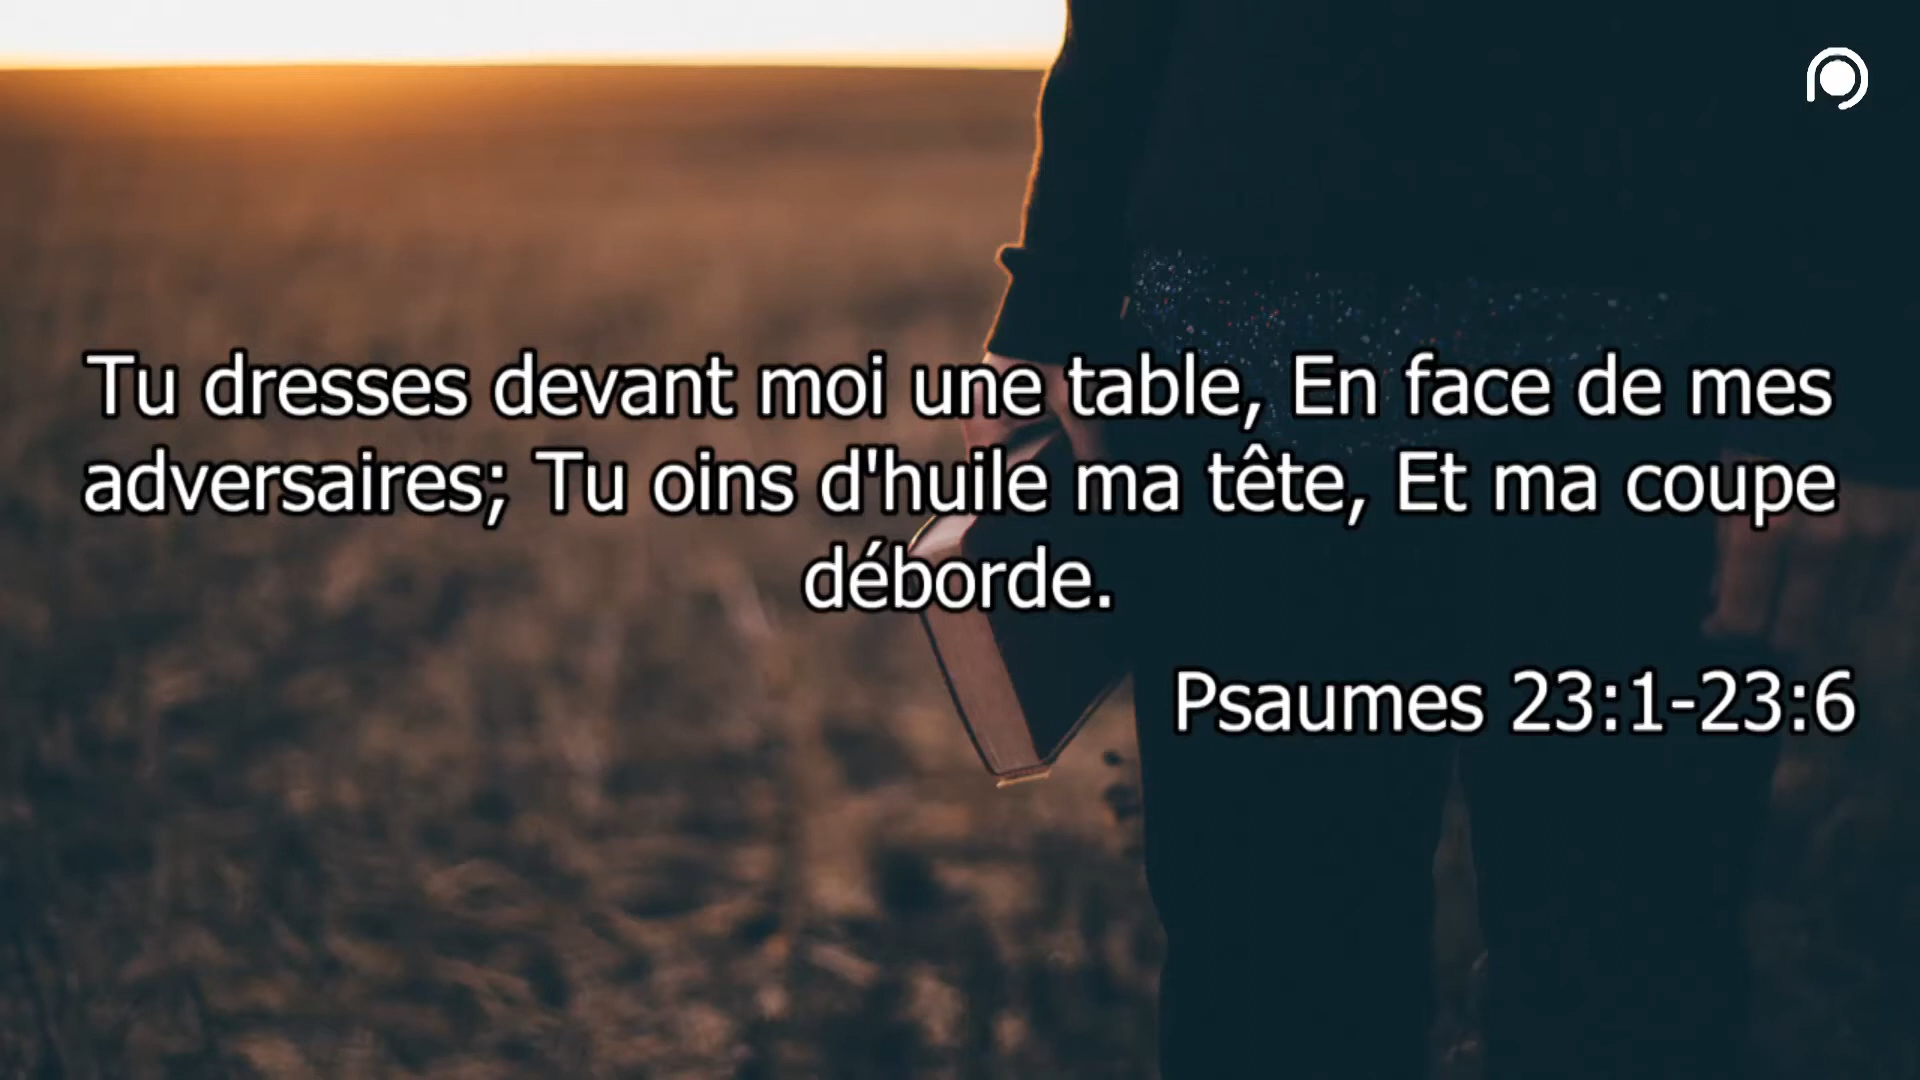 Tu dresses devant moi une table, En face de mes
adversaires; Tu oins d'huile ma tête, Et ma coupe
déborde.
Psaumes 23:1-23:6